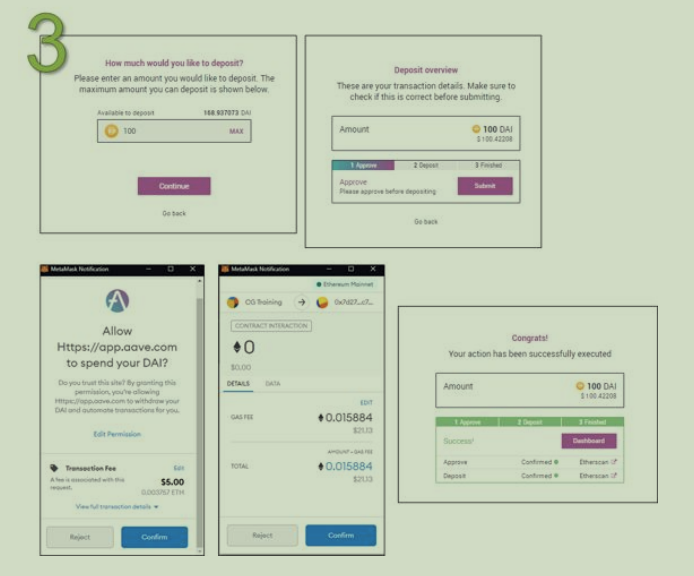 3
How much would you like to deposit?
Please enter an amount you would like to deposit. The
maximum amount you can deposit is shown below.
Available to deposit 168.937073 DAI
100 MAX
Continue
Go back
Deposit overview
These are your transaction details. Make sure to
check if this is correct before submitting.
Amount 100 DAI
$ 100.42208
1 Approve 2 Deposit 3 Finished
Approve
Please approve before depositing
Submit
Go back
MetaMask Notification
Allow
Https://app.aave.com
to spend your DAI?
Do you trust this site? By granting this
permission, you're allowing
Https://app.aave.com to withdraw your
DAI and automate transactions for you.
Edit Permission
Transaction Fee Edit
A fee is associated with this
request.
$5.00
0.003757 ETH
View full transaction details
Reject Confirm
MetaMask Notification
Ethereum Mainnet
CG Training 0x7d27...c7...
CONTRACT INTERACTION
0
$0.00
DETAILS DATA
EDIT
GAS FEE 0.015884
$21.13
AMOUNT + GAS FEE
TOTAL 0.015884
$21.13
Reject Confirm
Congrats!
Your action has been successfully executed
Amount 100 DAI
$ 100.42208
1 Approve 2 Deposit 3 Finished
Success! Dashboard
Approve Confirmed Etherscan
Deposit Confirmed Etherscan